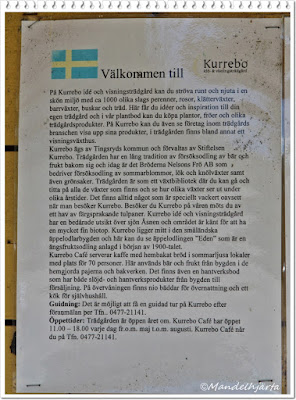 Kurrebo
idé- & visningsträdgård
Välkommen till
På Kurrebo idé och visningsträdgård kan du ströva runt och njuta i en
skön miljö med ca 1000 olika slags perenner, roser, klätterväxter,
barrväxter, buskar och träd. Här får du idéer och inspiration till din
egen trädgård och i vår plantbod kan du köpa plantor, fröer och olika
trädgårdsprodukter. På Kurrebo kan du även se företag inom trädgårds
branschen visa upp sina produkter, i trädgården finns bland annat ett
visningsväxthus.
Kurrebo ägs av Tingsryds kommun och förvaltas av Stiftelsen
Kurrebo. Trädgården har en lång tradition av försöksodling av bär och
frukt bakom sig och idag är det Bröderna Nelsons Frö AB som
bedriver försöksodling av sommarblommor, lök och knölväxter samt
även grönsaker. Trädgården är som ett växtbibliotek där du kan gå och
titta på alla de växter som finns och se hur olika växter ser ut under
olika årstider. Det finns alltid något som är speciellt vackert oavsett
när man besöker Kurrebo. Besöker du Kurrebo på våren möts du av
ett hav av färgsprakande tulpaner. Kurrebo idé och visningsträdgård
har en bedårande utsikt över sjön Åsnen och området är känt för att ha
en mycket fin biotop. Kurrebo ligger mitt i den småländska
äppelodlarbygden och här kan du se äppelodlingen "Eden" som är en
ängsfruktsodling anlagd i början av 1900-talet.
Kurrebo Café serverar kaffe med hembakat bröd i sommarljusa lokaler
med plats för 70 personer. Här används bär och frukt från bygden i de
hemgjorda pajerna och bakverken. Det finns även en hantverksbod
som har både slöjd- och hantverksprodukter från bygden till
försäljning. På övervåningen finns nio bäddar för övernattning och ett
kök för självhushåll.
Guidning: Det är möjligt att få en guidad tur på Kurrebo efter
föranmälan per Tfn.. 0477-21141.
Öppettider: Trädgården är öppen året om. Kurrebo Café har öppet
11.00 – 18.00 varje dag fr.o.m. maj t.o.m. augusti. Kurrebo Café når
du på Tfn.. 0477-21141.
©Mandelhjärta